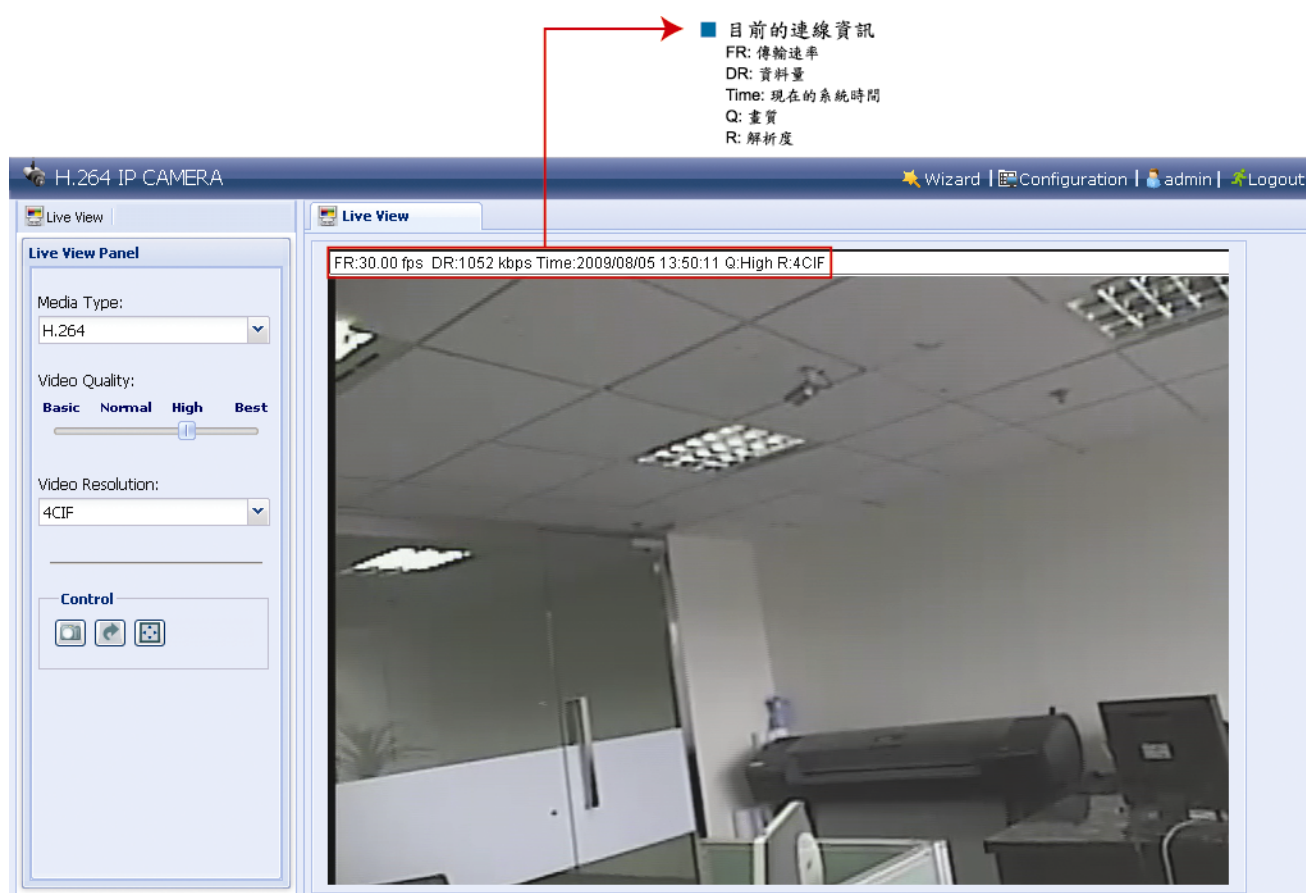 目前的連線資訊
FR: 傳輸速率
DR: 資料量
Time: 現在的系統時間
Q: 畫質
R: 解析度
H.264 IP CAMERA
Wizard | Configuration | admin | Logout
Live View
Live View
Live View Panel
FR:30.00 fps DR:1052 kbps Time:2009/08/05 13:50:11 Q:High R:4CIF
Media Type:
H.264
Video Quality:
Basic Normal High Best
Video Resolution:
4CIF
Control